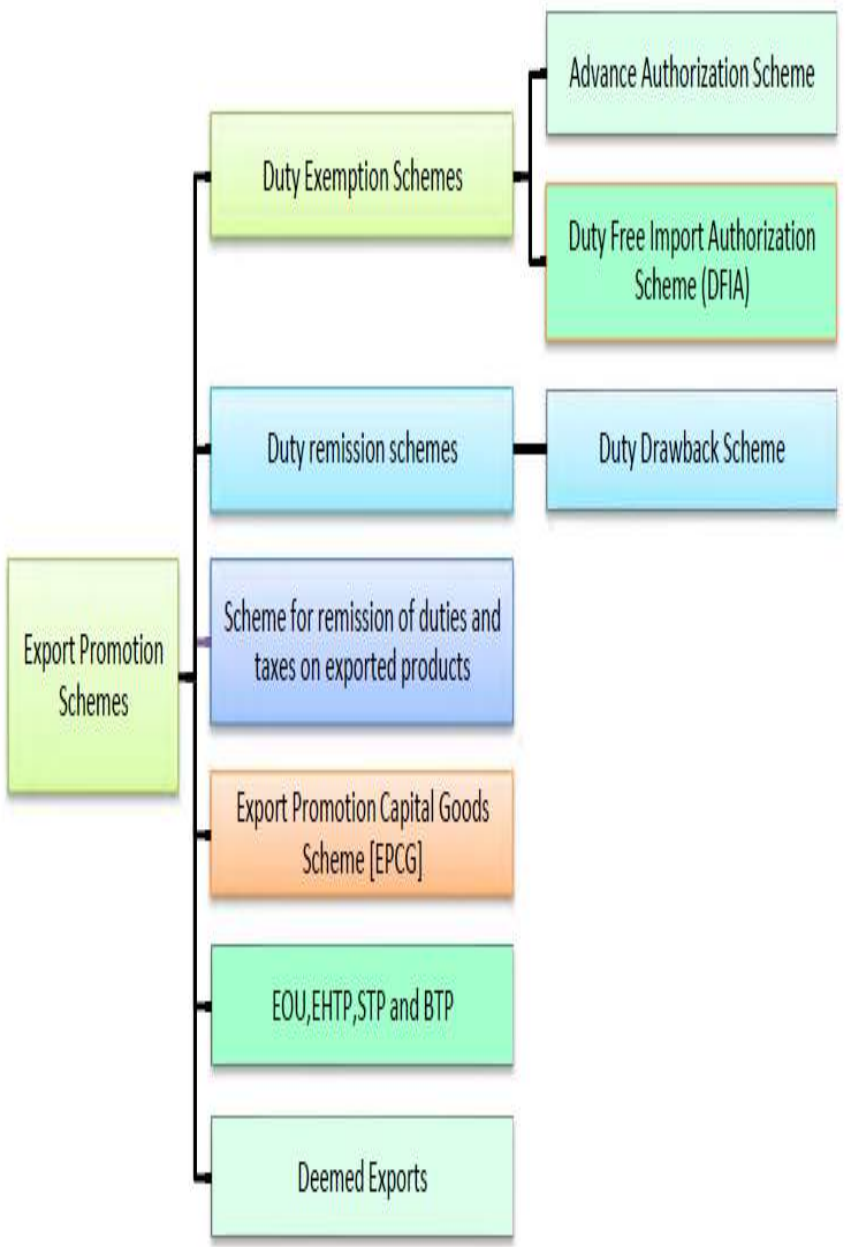 Advance Authorization Scheme
Duty Exemption Schemes
Duty Free Import Authorization
Scheme (DFIA)
Duty remission schemes
Duty Drawback Scheme
Export Promotion
Schemes
Scheme for remission of duties and
taxes on exported products
Export Promotion Capital Goods
Scheme [EPCG]
EOU,EHTP,STP and BTP
Deemed Exports